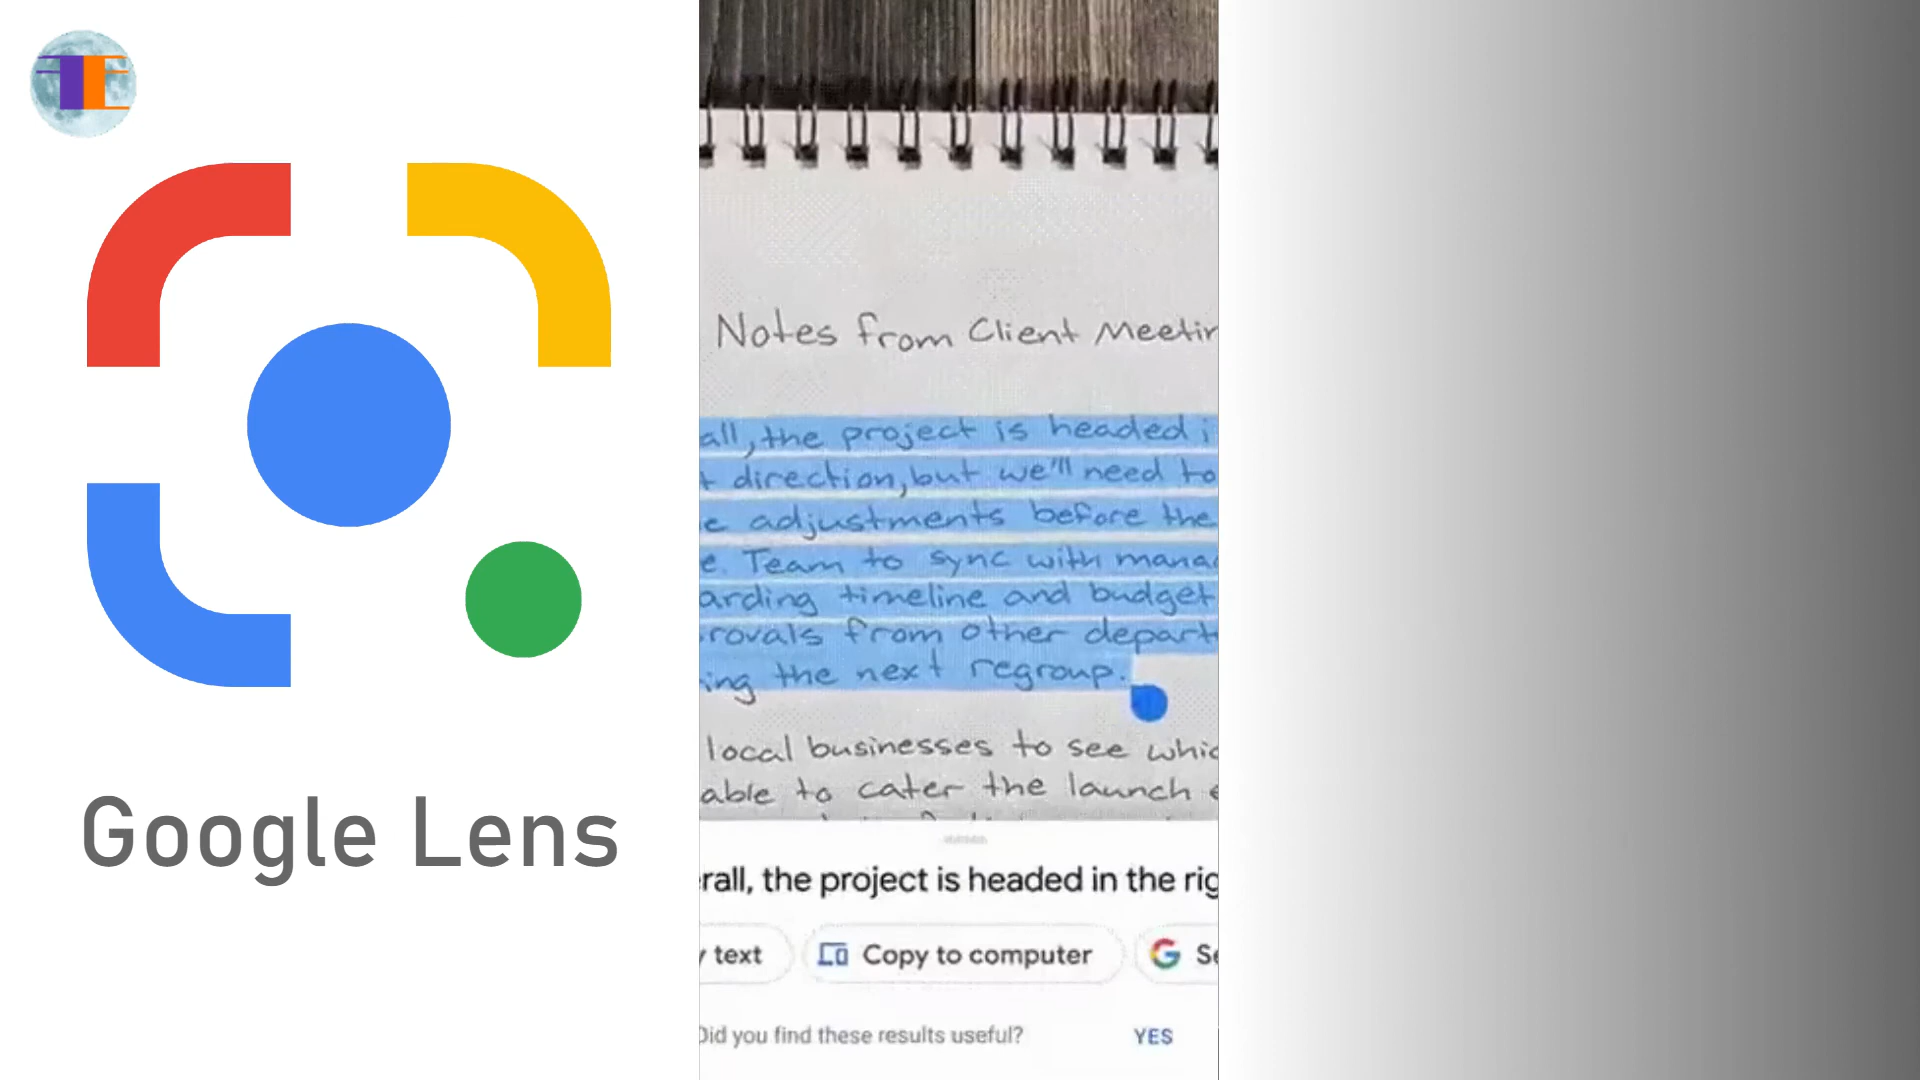 TE
Google Lens
Notes from Client Meetin
all, the project is headed i
t direction, but we'll need to
e adjustments before the
e. Team to sync with mana
arding timeline and budget
rovals from other depart
ing the next regroup.
local businesses to see whic
able to cater the launch e
rall, the project is headed in the rig
y text
Copy to computer
G Se
Did you find these results useful?
YES